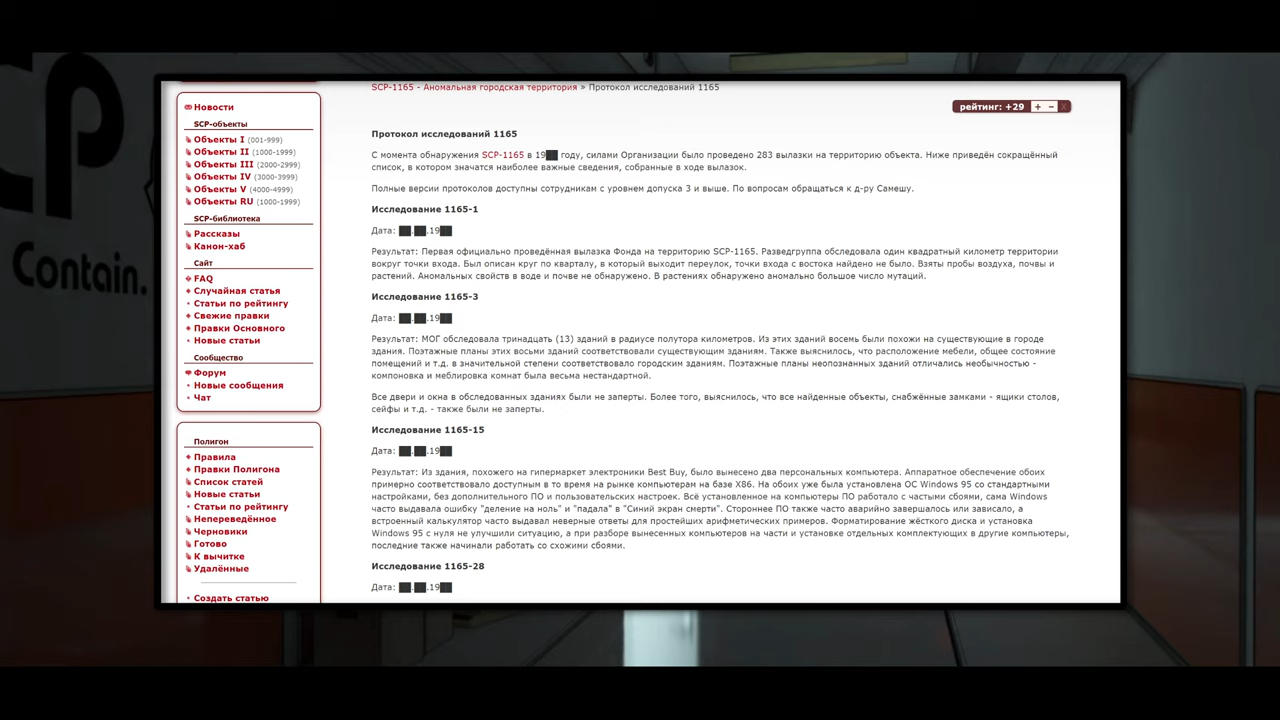 CP
Contain.
Новости
SCP-объекты
Объекты I (001-999)
Объекты II (1000-1999)
Объекты III (2000-2999)
Объекты IV (3000-3999)
Объекты V (4000-4999)
Объекты RU (1000-1999)
SCP-библиотека
Рассказы
Канон-хаб
Сайт
FAQ
Случайная статья
Статьи по рейтингу
Свежие правки
Правки Основного
Новые статьи
Сообщество
Форум
Новые сообщения
Чат
Полигон
Правила
Правки Полигона
Список статей
Новые статьи
Статьи по рейтингу
Непереведённое
Черновики
Готово
К вычитке
Удалённые
Создать статью
SCP-1165 - Аномальная городская территория » Протокол исследований 1165
рейтинг: +29 + − X
Протокол исследований 1165
С момента обнаружения SCP-1165 в 19██ году, силами Организации было проведено 283 вылазки на территорию объекта. Ниже приведён сокращённый
список, в котором значатся наиболее важные сведения, собранные в ходе вылазок.
Полные версии протоколов доступны сотрудникам с уровнем допуска 3 и выше. По вопросам обращаться к д-ру Самешу.
Исследование 1165-1
Дата: ██.██.19██
Результат: Первая официально проведённая вылазка Фонда на территорию SCP-1165. Разведгруппа обследовала один квадратный километр территории
вокруг точки входа. Был описан круг по кварталу, в который выходит переулок, точки входа с востока найдено не было. Взяты пробы воздуха, почвы и
растений. Аномальных свойств в воде и почве не обнаружено. В растениях обнаружено аномально большое число мутаций.
Исследование 1165-3
Дата: ██.██.19██
Результат: МОГ обследовала тринадцать (13) зданий в радиусе полутора километров. Из этих зданий восемь были похожи на существующие в городе
здания. Поэтажные планы этих восьми зданий соответствовали существующим зданиям. Также выяснилось, что расположение мебели, общее состояние
помещений и т.д. в значительной степени соответствовало городским зданиям. Поэтажные планы неопознанных зданий отличались необычностью -
компоновка и меблировка комнат была весьма нестандартной.
Все двери и окна в обследованных зданиях были не заперты. Более того, выяснилось, что все найденные объекты, снабжённые замками - ящики столов,
сейфы и т.д. - также были не заперты.
Исследование 1165-15
Дата: ██.██.19██
Результат: Из здания, похожего на гипермаркет электроники Best Buy, было вынесено два персональных компьютера. Аппаратное обеспечение обоих
примерно соответствовало доступным в то время на рынке компьютерам на базе X86. На обоих уже была установлена ОС Windows 95 со стандартными
настройками, без дополнительного ПО и пользовательских настроек. Всё установленное на компьютеры ПО работало с частыми сбоями, сама Windows
часто выдавала ошибку "деление на ноль" и "падала" в "Синий экран смерти". Стороннее ПО также часто аварийно завершалось или зависало, а
встроенный калькулятор часто выдавал неверные ответы для простейших арифметических примеров. Форматирование жёсткого диска и установка
Windows 95 с нуля не улучшили ситуацию, а при разборе вынесенных компьютеров на части и установке отдельных комплектующих в другие компьютеры,
последние также начинали работать со схожими сбоями.
Исследование 1165-28
Дата: ██.██.19██